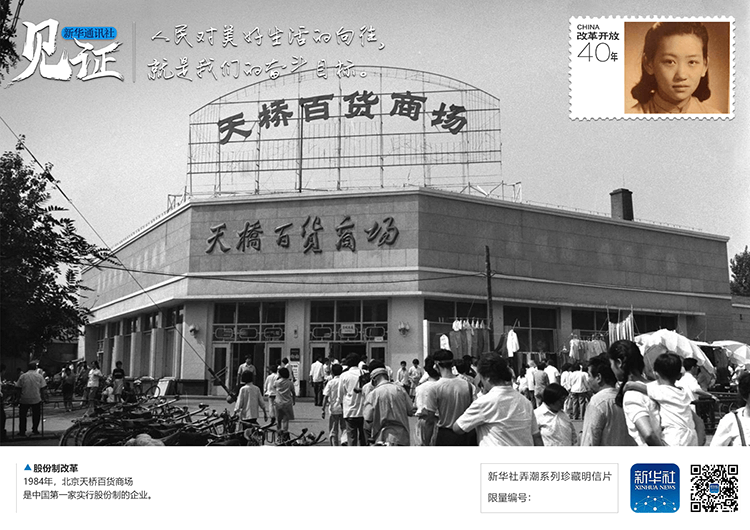 新华通讯社
见证
人民对美好生活的向往，
就是我们的奋斗目标。
CHINA
改革开放
40年
天桥百货商场
天桥百货商场
股份制改革
1984年，北京天桥百货商场
是中国第一家实行股份制的企业。
新华社弄潮系列珍藏明信片
限量编号：
新华社
XINHUA NEWS